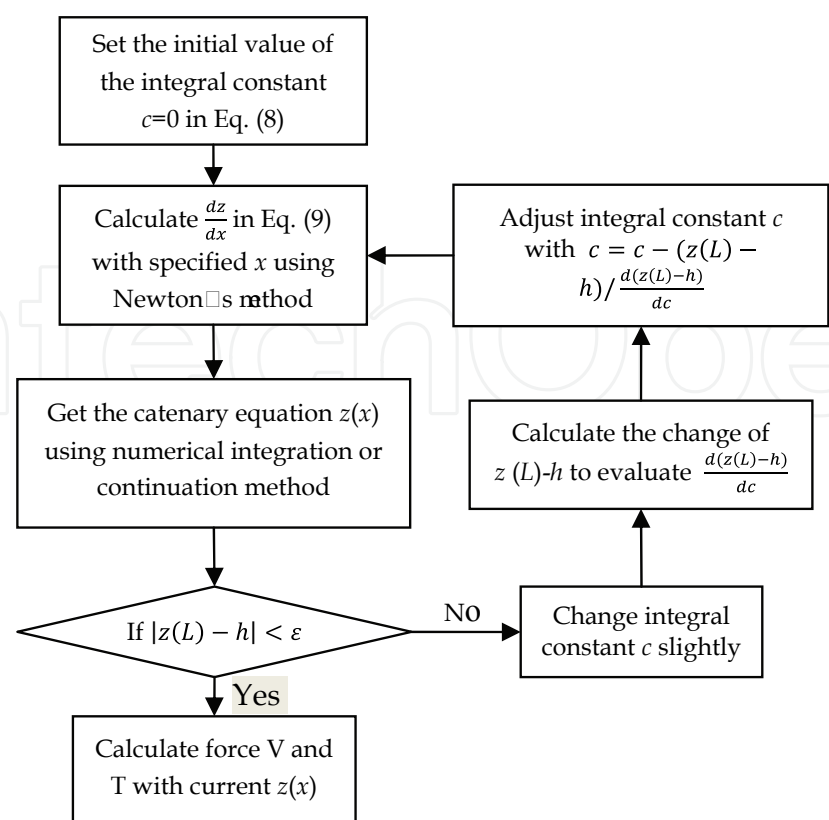 Set the initial value of
the integral constant
c=0 in Eq. (8)
Calculate dz/dx in Eq. (9)
with specified x using
Newton□s method
Get the catenary equation z(x)
using numerical integration or
continuation method
If |z(L) − h| < ε
Yes
Calculate force V and
T with current z(x)
No
Change integral
constant c slightly
Calculate the change of
z (L)-h to evaluate d(z(L)−h)/dc
Adjust integral constant c
with c = c − (z(L) −
h)/ d(z(L)−h)/dc